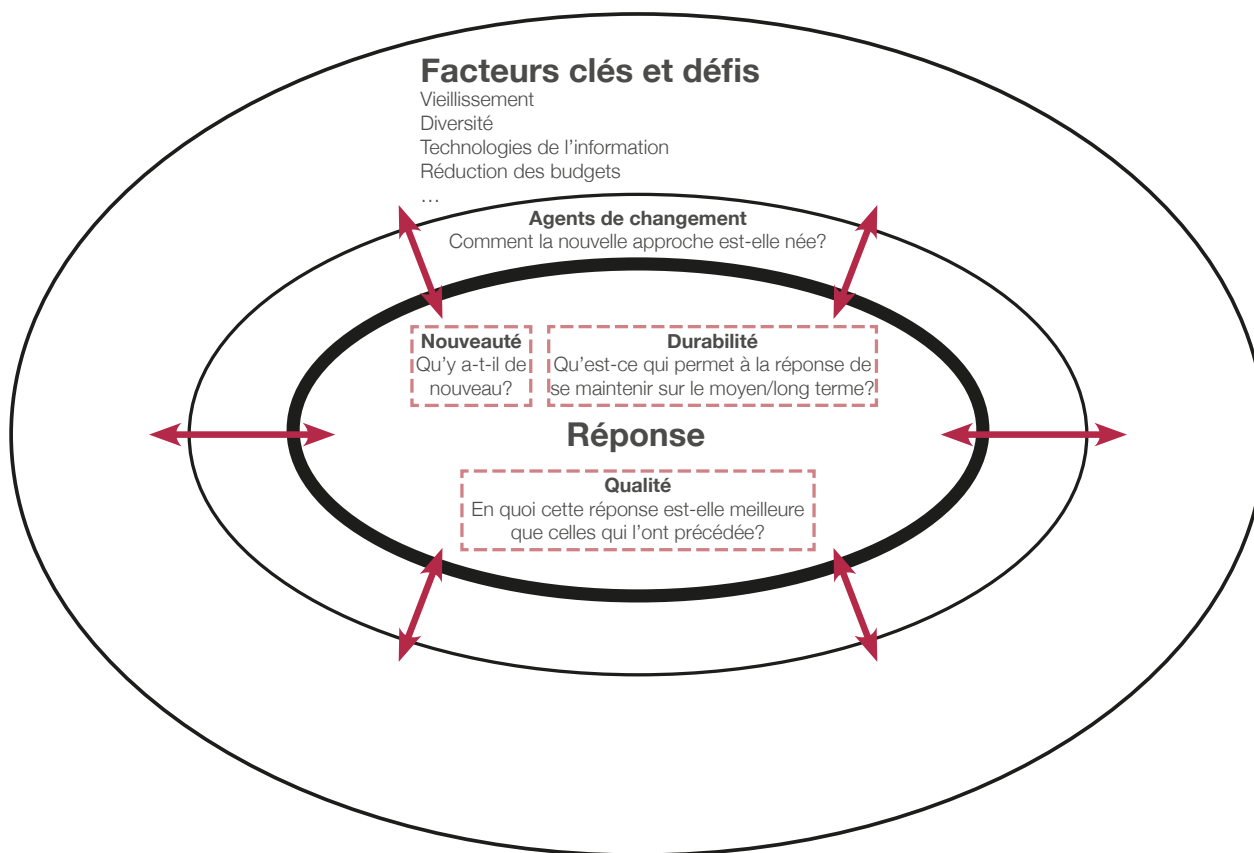 Facteurs clés et défis
Vieillissement
Diversité
Technologies de l'information
Réduction des budgets
…
Agents de changement
Comment la nouvelle approche est-elle née?
Nouveauté
Qu'y a-t-il de
nouveau?
Durabilité
Qu'est-ce qui permet à la réponse de
se maintenir sur le moyen/long terme?
Réponse
Qualité
En quoi cette réponse est-elle meilleure
que celles qui l'ont précédée?